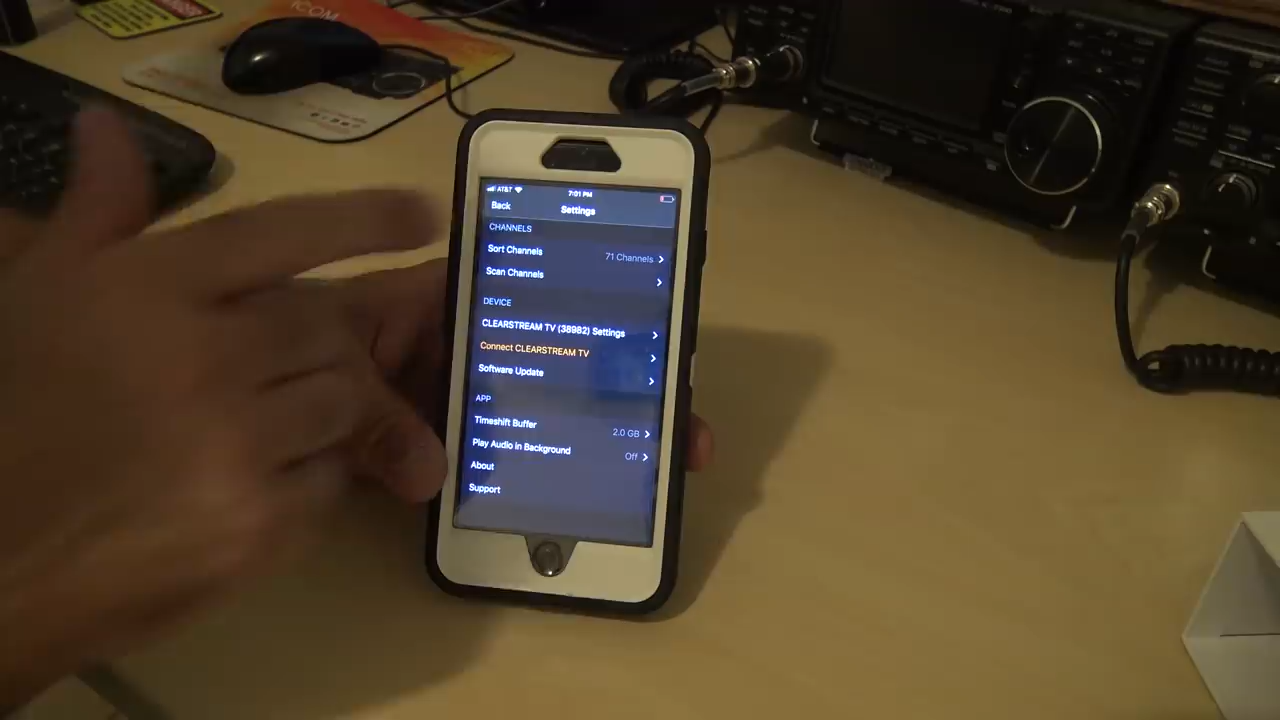 ICOM
AT&T 7:01 PM
Back Settings
CHANNELS
Sort Channels 71 Channels
Scan Channels
DEVICE
CLEARSTREAM TV (38982) Settings
Connect CLEARSTREAM TV
Software Update
APP
Timeshift Buffer 2.0 GB
Play Audio in Background Off
About
Support